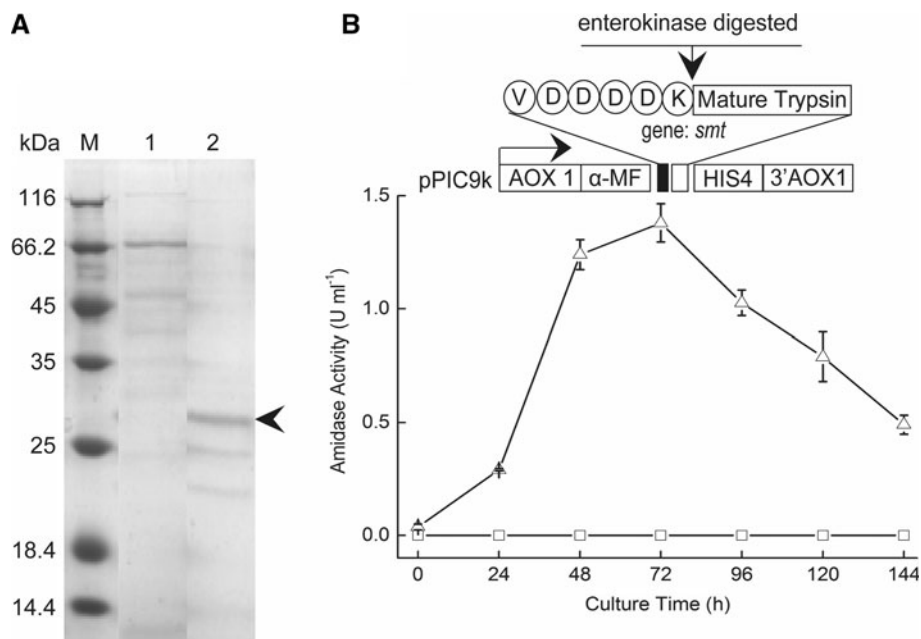 A
kDa M 1 2
116
66.2
45
35
25
18.4
14.4
B
enterokinase digested
V D D D D K Mature Trypsin
gene: smt
pPIC9k AOX 1 α-MF HIS4 3'AOX1
Amidase Activity (U ml⁻¹)
1.5
1.0
0.5
0.0
0 24 48 72 96 120 144
Culture Time (h)